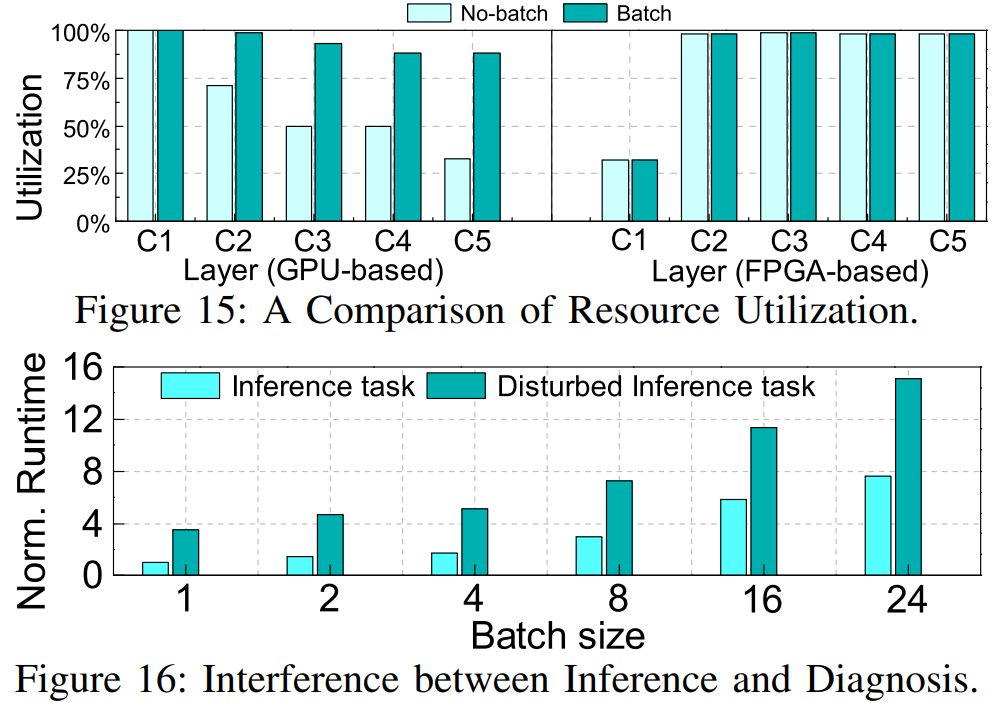 No-batch Batch
100%
75%
50%
25%
0%
Utilization
C1 C2 C3 C4 C5 C1 C2 C3 C4 C5
Layer (GPU-based) Layer (FPGA-based)
Figure 15: A Comparison of Resource Utilization.
Inference task Disturbed Inference task
16
12
8
4
0
Norm. Runtime
1 2 4 8 16 24
Batch size
Figure 16: Interference between Inference and Diagnosis.